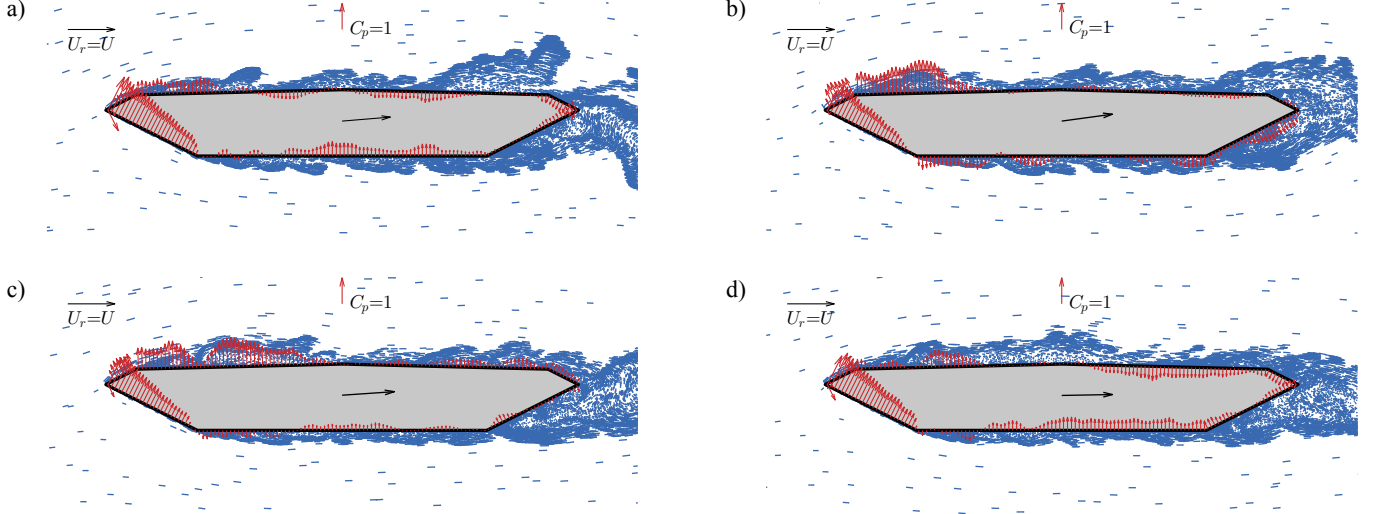 a)
C_p=1
U_r=U
b)
C_p=1
U_r=U
c)
C_p=1
U_r=U
d)
C_p=1
U_r=U